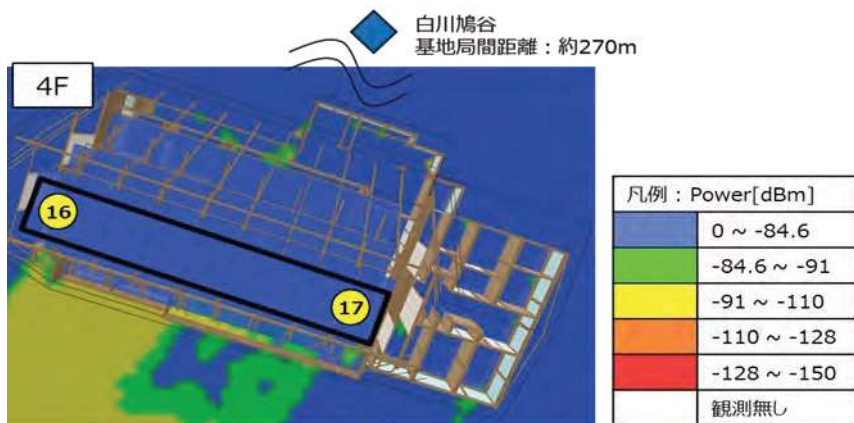 白川鳩谷
基地局間距離：約270m
4F
16
17
凡例：Power[dBm]
0 ~ -84.6
-84.6 ~ -91
-91 ~ -110
-110 ~ -128
-128 ~ -150
観測無し